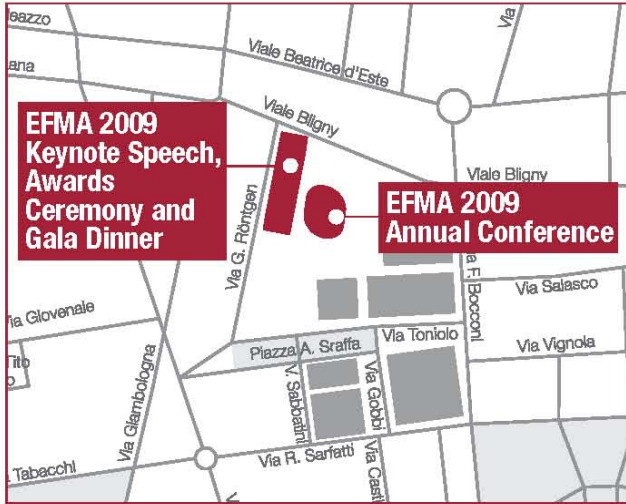 eazzo
Via
Viale Beatrice d'Este
ana
Viale Bligny
EFMA 2009
Keynote Speech,
Awards
Ceremony and
Gala Dinner
Viale Bligny
EFMA 2009
Annual Conference
Via G. Röntgen
a F. Bocconi
Via Salasco
ia Giovenale
Via Toniolo
Piazza A. Sraffa
Via Vignola
Tito
o
Via Giambologna
V. Sabbatini
Via Gobbi
Via R. Sarfatti
a Tabacchi
V
Via Casti